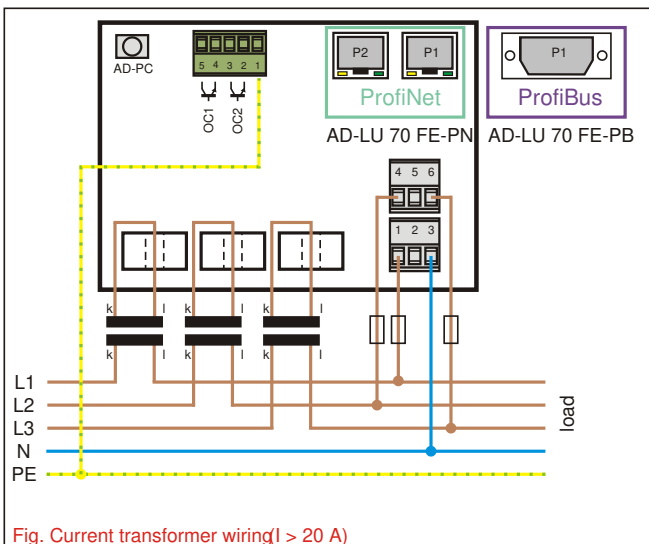 AD-PC
5 4 3 2 1
OC1
OC2
P2
P1
ProfiNet
P1
ProfiBus
AD-LU 70 FE-PN
AD-LU 70 FE-PB
4 5 6
1 2 3
k l k l k l
k l k l k l
L1
L2
L3
N
PE
load
Fig. Current transformer wiring(I > 20 A)